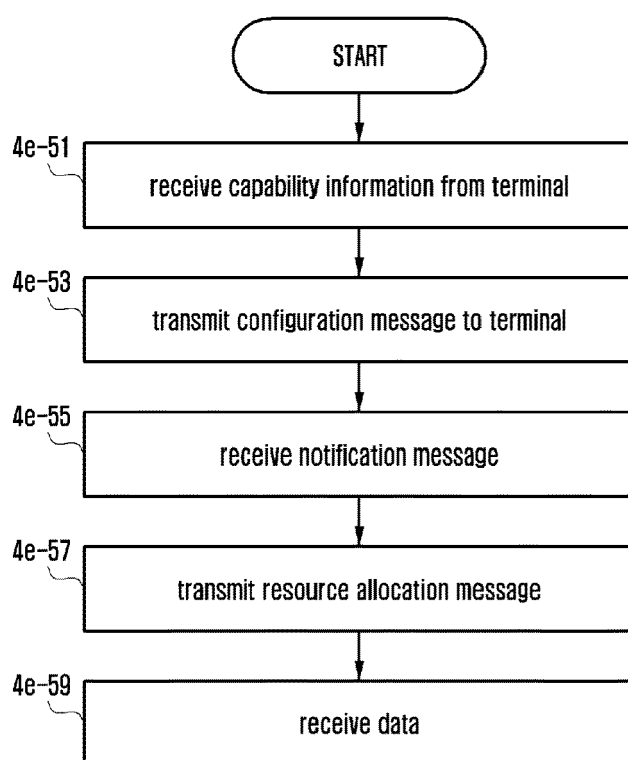 START
4e-51
receive capability information from terminal
4e-53
transmit configuration message to terminal
4e-55
receive notification message
4e-57
transmit resource allocation message
4e-59
receive data